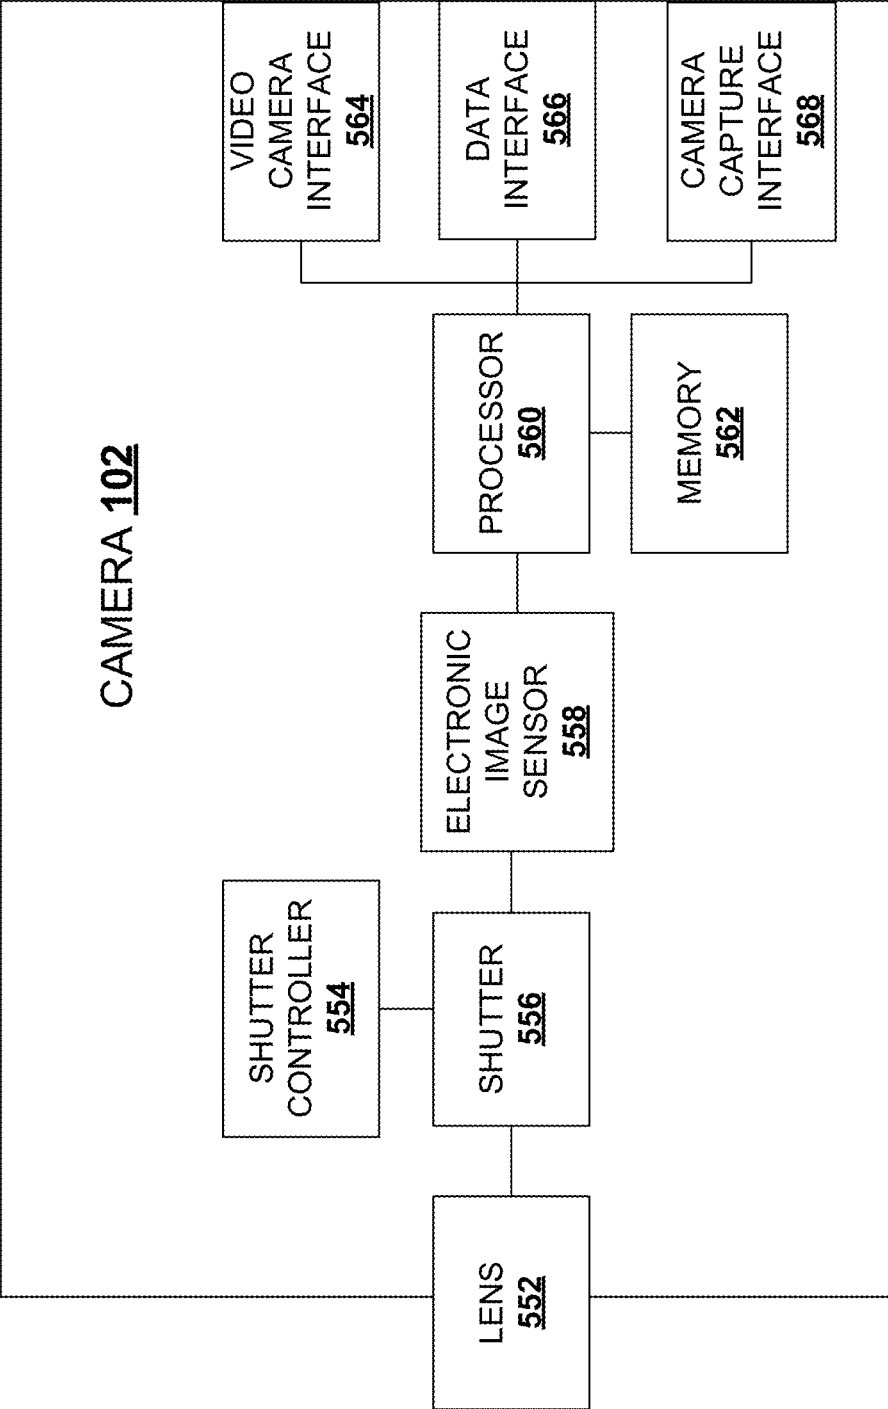 CAMERA 102
SHUTTER
CONTROLLER
554
VIDEO
CAMERA
INTERFACE
564
LENS
552
SHUTTER
556
ELECTRONIC
IMAGE
SENSOR
558
PROCESSOR
560
DATA
INTERFACE
566
MEMORY
562
CAMERA
CAPTURE
INTERFACE
568